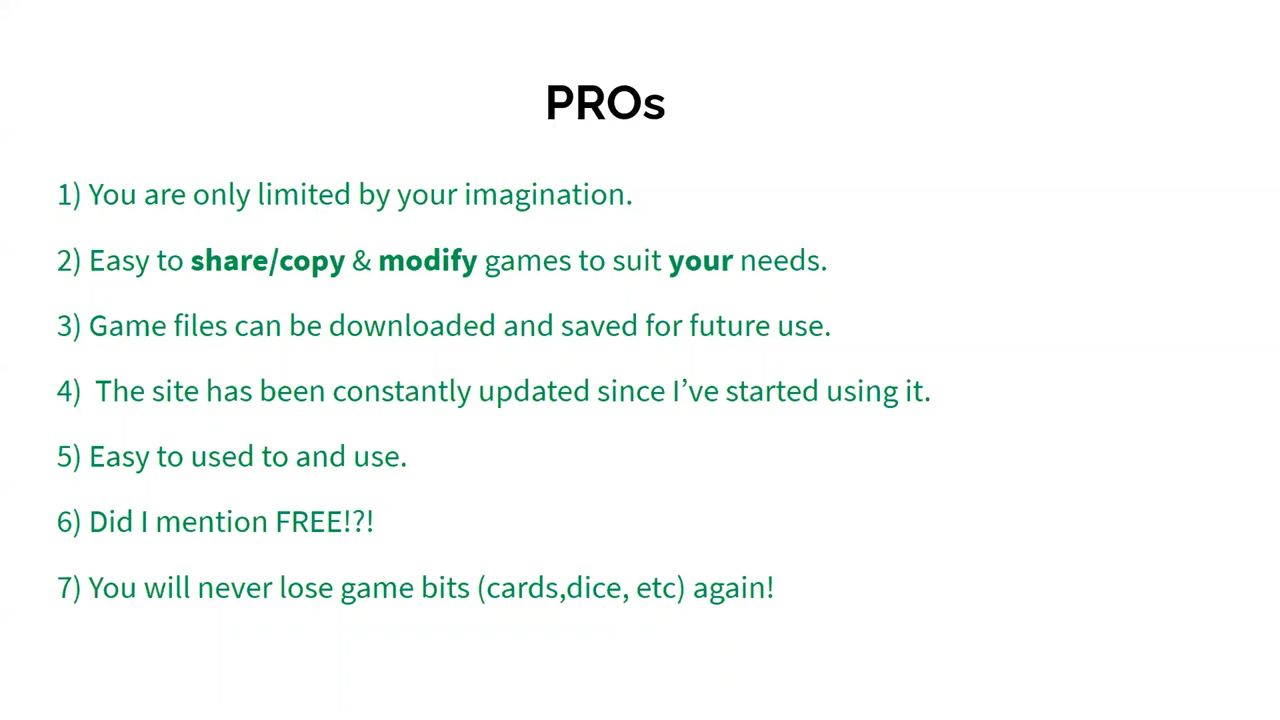 PROs
1) You are only limited by your imagination.
2) Easy to share/copy & modify games to suit your needs.
3) Game files can be downloaded and saved for future use.
4)  The site has been constantly updated since I’ve started using it.
5) Easy to used to and use.
6) Did I mention FREE!?!
7) You will never lose game bits (cards,dice, etc) again!